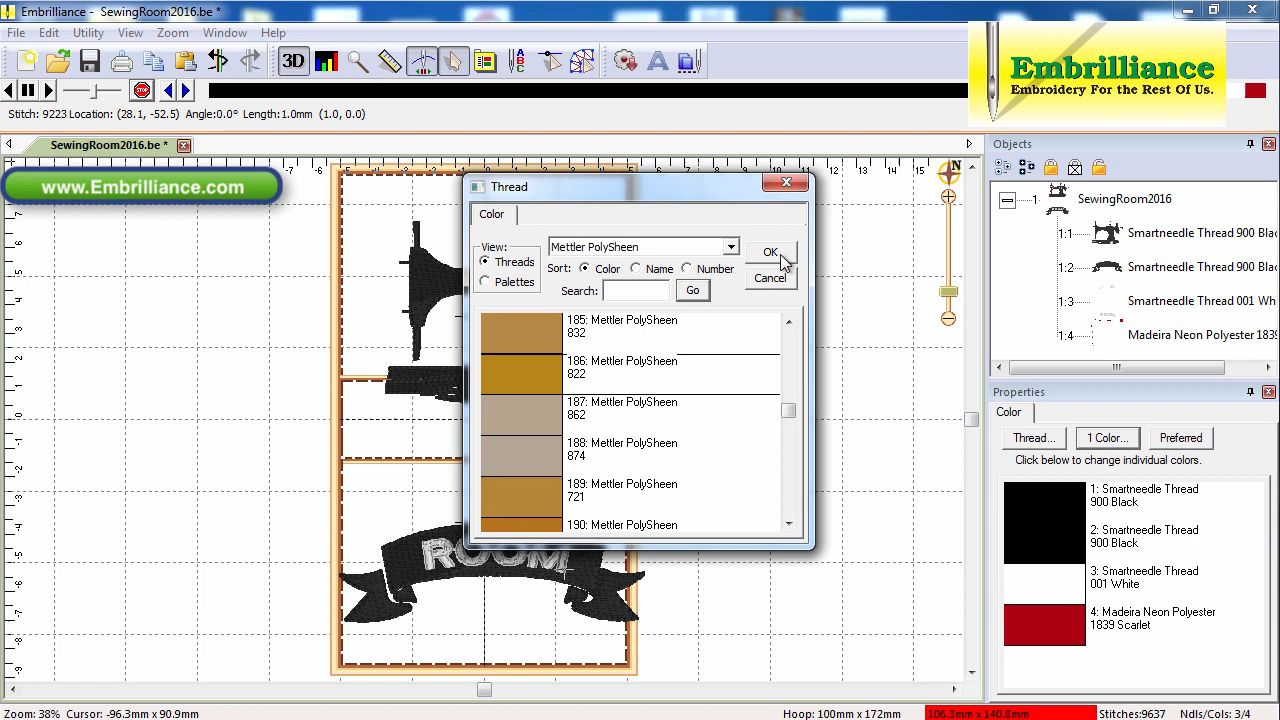 Embrilliance - SewingRoom2016.be *
File Edit Utility View Zoom Window Help
3D
ABC
A
STOP
Embrilliance
Embroidery For the Rest Of Us.
Stitch: 9223 Location: (28.1, -52.5) Angle:0.0° Length:1.0mm (1.0, 0.0)
SewingRoom2016.be *
www.Embrilliance.com
N
Thread
Color
View:
Threads
Palettes
Mettler PolySheen
Sort: Color Name Number
Search:
Go
OK
Cancel
185: Mettler PolySheen
832
186: Mettler PolySheen
822
187: Mettler PolySheen
862
188: Mettler PolySheen
874
189: Mettler PolySheen
721
190: Mettler PolySheen
ROOM
Objects
1 SewingRoom2016
1:1 Smartneedle Thread 900 Blac
1:2 Smartneedle Thread 900 Blac
1:3 Smartneedle Thread 001 Wh
1:4 Madeira Neon Polyester 1839
Properties
Color
Thread... 1 Color... Preferred
Click below to change individual colors.
1: Smartneedle Thread
900 Black
2: Smartneedle Thread
900 Black
3: Smartneedle Thread
001 White
4: Madeira Neon Polyester
1839 Scarlet
Zoom: 38% Cursor: -96.3mm x 90.9mm Hoop: 100mm x 172mm 106.3mm x 140.8mm Stitches:9637 Ndls/Cols: 3/4